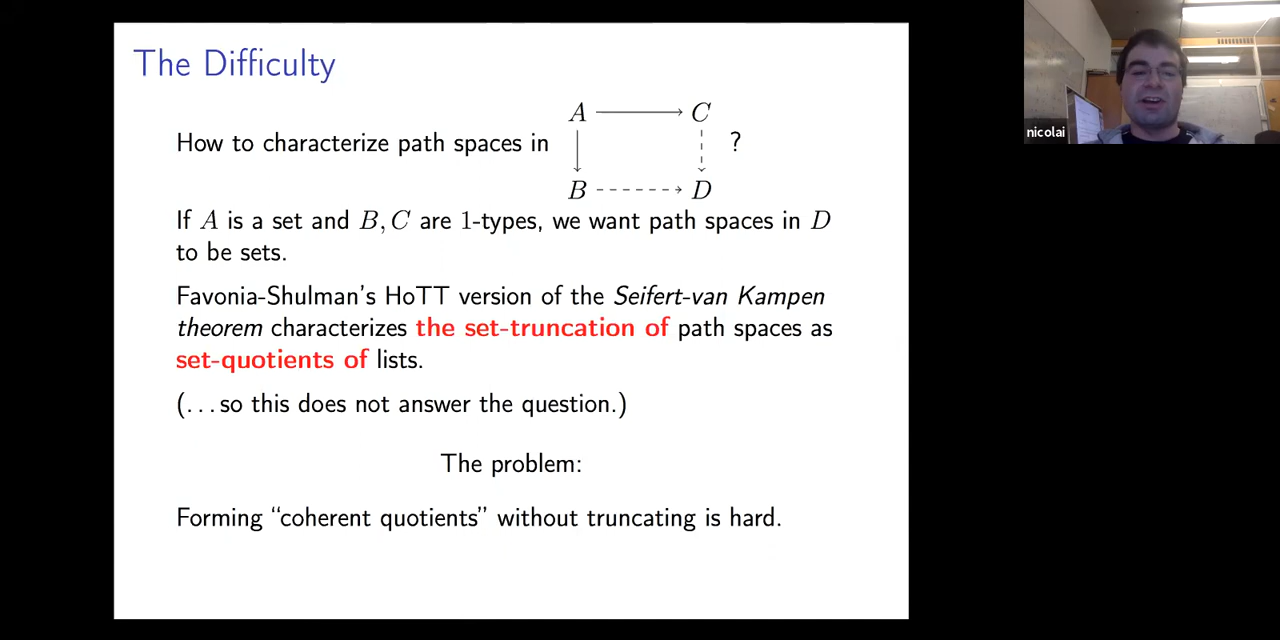 The Difficulty
A C
How to characterize path spaces in ?
B D
If A is a set and B, C are 1-types, we want path spaces in D
to be sets.
Favonia-Shulman's HoTT version of the Seifert-van Kampen
theorem characterizes the set-truncation of path spaces as
set-quotients of lists.
(...so this does not answer the question.)
The problem:
Forming “coherent quotients” without truncating is hard.
nicolai